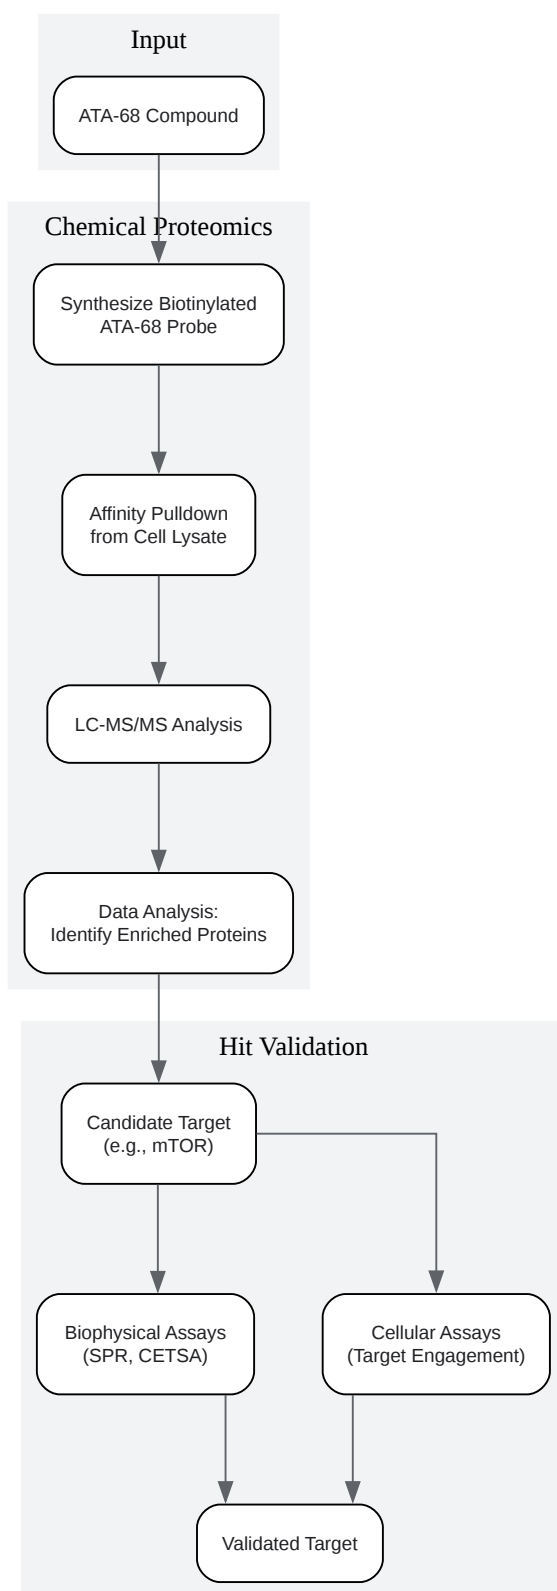 Input
ATA-68 Compound
Chemical Proteomics
Synthesize Biotinylated
ATA-68 Probe
Affinity Pulldown
from Cell Lysate
LC-MS/MS Analysis
Data Analysis:
Identify Enriched Proteins
Hit Validation
Candidate Target
(e.g., mTOR)
Biophysical Assays
(SPR, CETSA)
Cellular Assays
(Target Engagement)
Validated Target